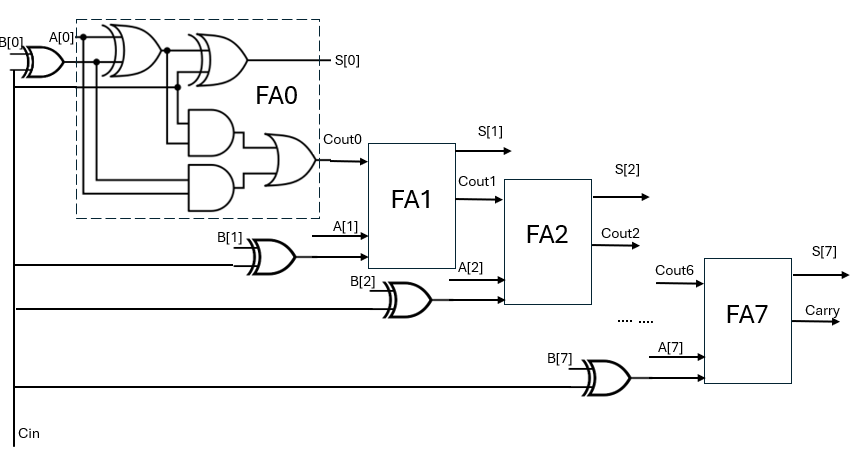 B[0]
A[0]
S[0]
FA0
Cout0
S[1]
FA1
Cout1
S[2]
FA2
Cout2
A[1]
B[1]
A[2]
B[2]
Cout6
S[7]
FA7
Carry
.... ....
A[7]
B[7]
Cin